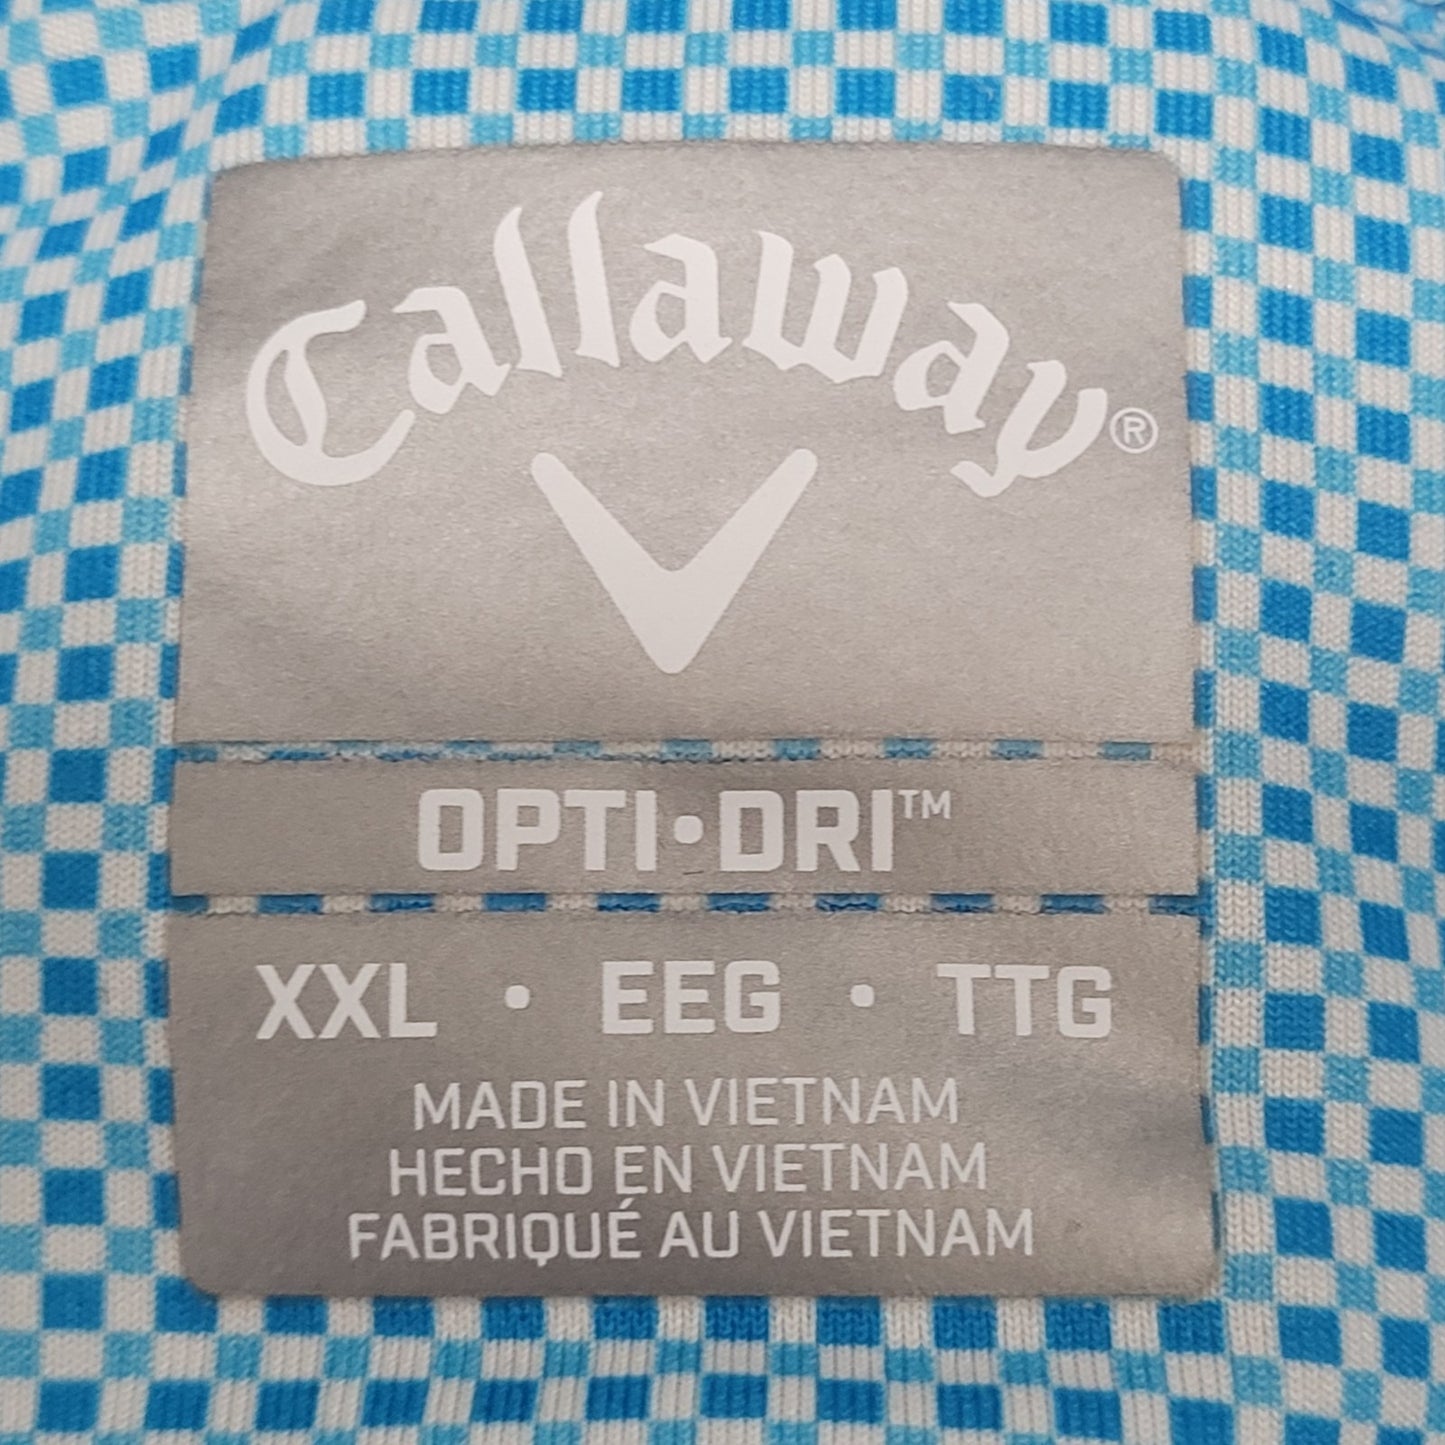 Callaway®
OPTI•DRI™
XXL • EEG • TTG
MADE IN VIETNAM
HECHO EN VIETNAM
FABRIQUÉ AU VIETNAM